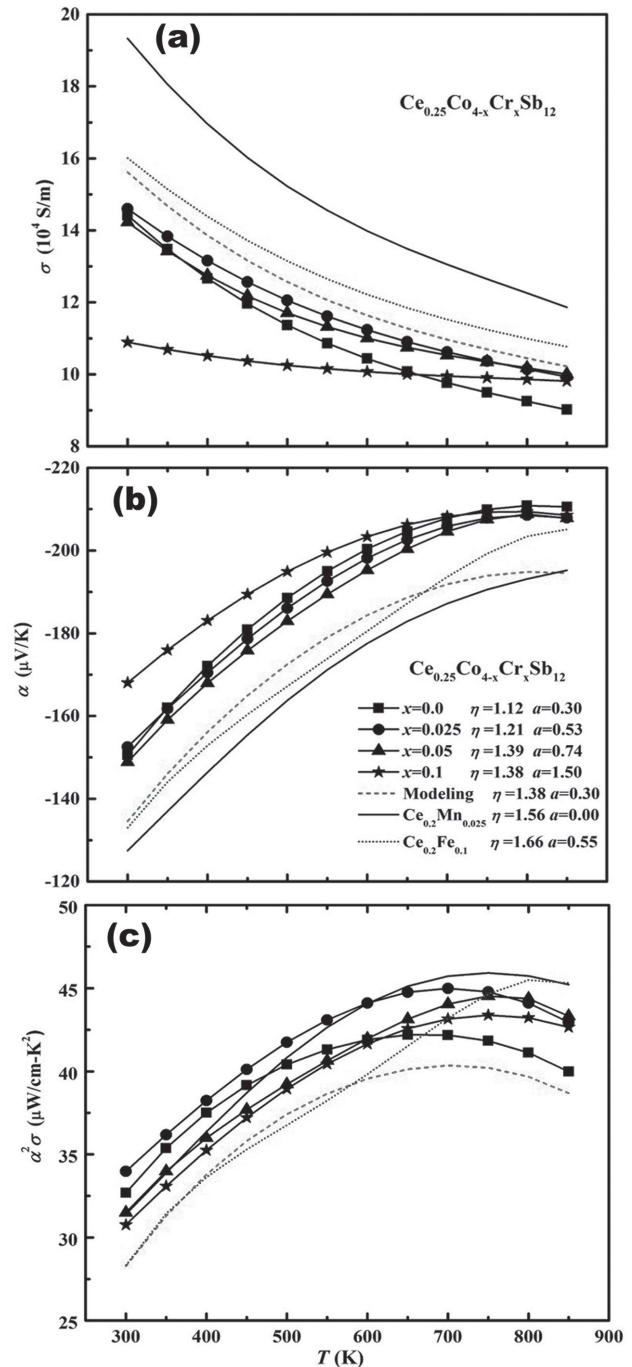 (a)
20
18
16
14
12
10
8
σ (10⁴ S/m)
Ce₀.₂₅Co₄₋ₓCrₓSb₁₂
(b)
-220
-200
-180
-160
-140
-120
α (μV/K)
Ce₀.₂₅Co₄₋ₓCrₓSb₁₂
x=0.0 η=1.12 a=0.30
x=0.025 η=1.21 a=0.53
x=0.05 η=1.39 a=0.74
x=0.1 η=1.38 a=1.50
Modeling η=1.38 a=0.30
Ce₀.₂Mn₀.₀₂₅ η=1.56 a=0.00
Ce₀.₂Fe₀.₁ η=1.66 a=0.55
(c)
50
45
40
35
30
25
α²σ (μW/cm-K²)
300 400 500 600 700 800 900
T (K)